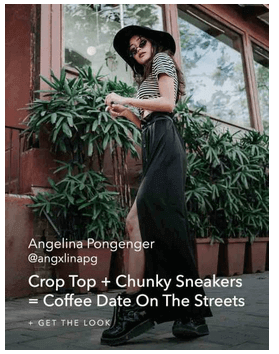 Angelina Pongenger
@angxlinapg
Crop Top + Chunky Sneakers
= Coffee Date On The Streets
+ GET THE LOOK